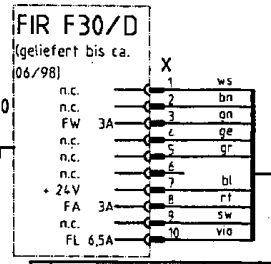 FIR F30/D
(geliefert bis ca.
06/98)
X
n.c. 1 ws
n.c. 2 bn
FW 3A 3 gn
n.c. 4 ge
n.c. 5 gr
n.c. 6
+ 24V 7 bl
FA 3A 8 rt
n.c. 9 sw
FL 6,5A 10 vio
0